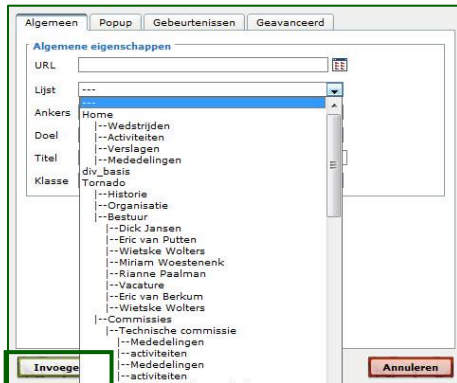 Algemeen Popup Gebeurtenissen Geavanceerd
Algemene eigenschappen
URL
Lijst ---
---
Ankers Home
|--Wedstrijden
Doel |--Activiteiten
|--Verslagen
Titel |--Mededelingen
div_basis
Klasse Tornado
|--Historie
|--Organisatie
|--Bestuur
|--Dick Jansen
|--Eric van Putten
|--Wietske Wolters
|--Miriam Woestenenk
|--Rianne Paalman
|--Vacature
|--Eric van Berkum
|--Wietske Wolters
|--Commissies
|--Technische commissie
|--Mededelingen
|--activiteiten
|--Mededelingen
|--activiteiten
Invoege Annuleren